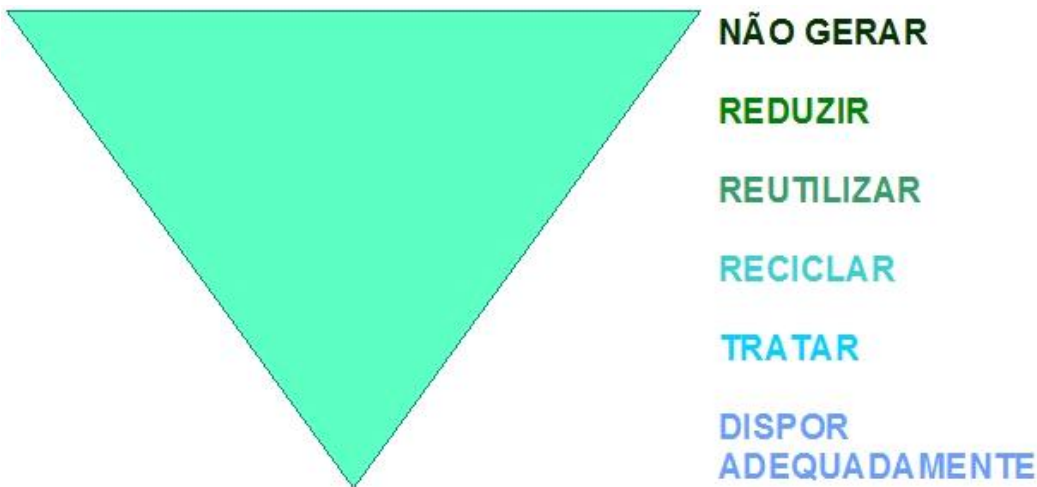 NÃO GERAR
REDUZIR
REUTILIZAR
RECICLAR
TRATAR
DISPOR
ADEQUADAMENTE